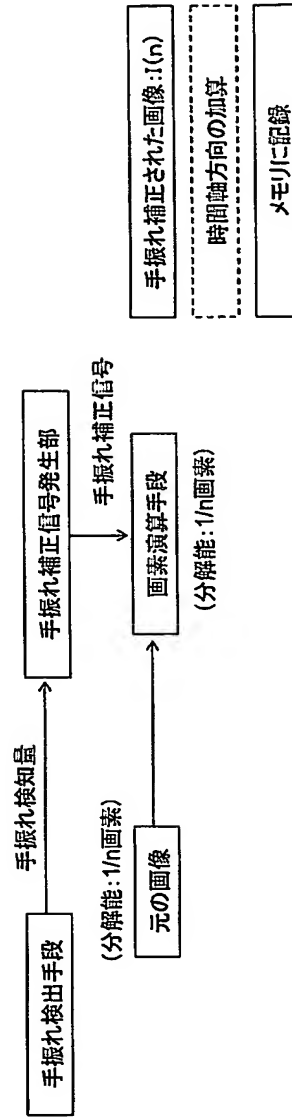 手振れ検出手段
手振れ検知量
手振れ補正信号発生部
手振れ補正信号
(分解能:1/n画素)
元の画像
画素演算手段
(分解能:1/n画素)
手振れ補正された画像:I(n)
時間軸方向の加算
メモリに記録